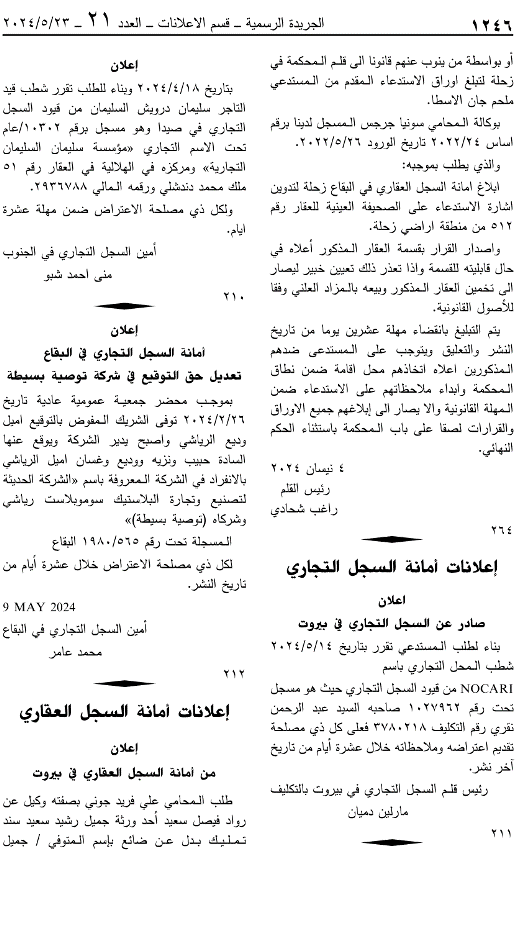 ١٢٤٦
الجريدة الرسمية – قسم الاعلانات – العدد ٢١ – ٢٠٢٤/٥/٢٣
أو بواسطة من ينوب عنهم قانونا الى قلم المحكمة في
زحلة لتبلغ اوراق الاستدعاء المقدم من المستدعي
ملحم جان الاسطا.
بوكالة المحامي سونيا جرجس المسجل لدينا برقم
اساس ٢٠٢٢/٢٤ تاريخ الورود ٢٠٢٢/٥/٢٦.
والذي يطلب بموجبه:
ابلاغ امانة السجل العقاري في البقاع زحلة لتدوين
اشارة الاستدعاء على الصحيفة العينية للعقار رقم
٥١٢ من منطقة اراضي زحلة.
واصدار القرار بقسمة العقار المذكور أعلاه في
حال قابليته للقسمة واذا تعذر ذلك تعيين خبير ليصار
الى تخمين العقار المذكور وبيعه بالمزاد العلني وفقا
للأصول القانونية.
يتم التبليغ بانقضاء مهلة عشرين يوما من تاريخ
النشر والتعليق ويتوجب على المستدعى ضدهم
المذكورين اعلاه اتخاذهم محل اقامة ضمن نطاق
المحكمة وابداء ملاحظاتهم على الاستدعاء ضمن
المهلة القانونية والا يصار الى إبلاغهم جميع الاوراق
والقرارات لصقا على باب المحكمة باستثناء الحكم
النهائي.
٤ نيسان ٢٠٢٤
رئيس القلم
راغب شحادي
٢٦٤
إعلانات أمانة السجل التجاري
اعلان
صادر عن السجل التجاري في بيروت
بناء لطلب المستدعي تقرر بتاريخ ٢٠٢٤/٥/١٤
شطب المحل التجاري باسم
NOCARI من قيود السجل التجاري حيث هو مسجل
تحت رقم ١٠٢٧٩٦٢ صاحبه السيد عبد الرحمن
نقري رقم التكليف ٣٧٨٠٢١٨ فعلى كل ذي مصلحة
تقديم اعتراضه وملاحظاته خلال عشرة أيام من تاريخ
آخر نشر.
رئيس قلم السجل التجاري في بيروت بالتكليف
مارلين دميان
٢١١
إعلان
بتاريخ ٢٠٢٤/٤/١٨ وبناء للطلب تقرر شطب قيد
التاجر سليمان درويش السليمان من قيود السجل
التجاري في صيدا وهو مسجل برقم ١٠٣٠٢/عام
تحت الاسم التجاري «مؤسسة سليمان السليمان
التجارية» ومركزه في الهلالية في العقار رقم ٥١
ملك محمد دندشلي ورقمه المالي ٢٩٣٦٧٨٨.
ولكل ذي مصلحة الاعتراض ضمن مهلة عشرة
ايام.
أمين السجل التجاري في الجنوب
منى احمد شبو
٢١٠
إعلان
أمانة السجل التجاري في البقاع
تعديل حق التوقيع في شركة توصية بسيطة
بموجب محضر جمعية عمومية عادية تاريخ
٢٠٢٤/٢/٢٦ توفى الشريك المفوض بالتوقيع اميل
وديع الرياشي واصبح يدير الشركة ويوقع عنها
السادة حبيب ونزيه ووديع وغسان اميل الرياشي
بالانفراد في الشركة المعروفة باسم «الشركة الحديثة
لتصنيع وتجارة البلاستيك سوموبلاست رياشي
وشركاه (توصية بسيطة)»
المسجلة تحت رقم ١٩٨٠/٥٦٥ البقاع
لكل ذي مصلحة الاعتراض خلال عشرة أيام من
تاريخ النشر.
9 MAY 2024
أمين السجل التجاري في البقاع
محمد عامر
٢١٢
إعلانات أمانة السجل العقاري
إعلان
من أمانة السجل العقاري في بيروت
طلب المحامي علي فريد جوني بصفته وكيل عن
رواد فيصل سعيد أحد ورثة جميل رشيد سعيد سند
تمليك بدل عن ضائع بإسم المتوفي / جميل